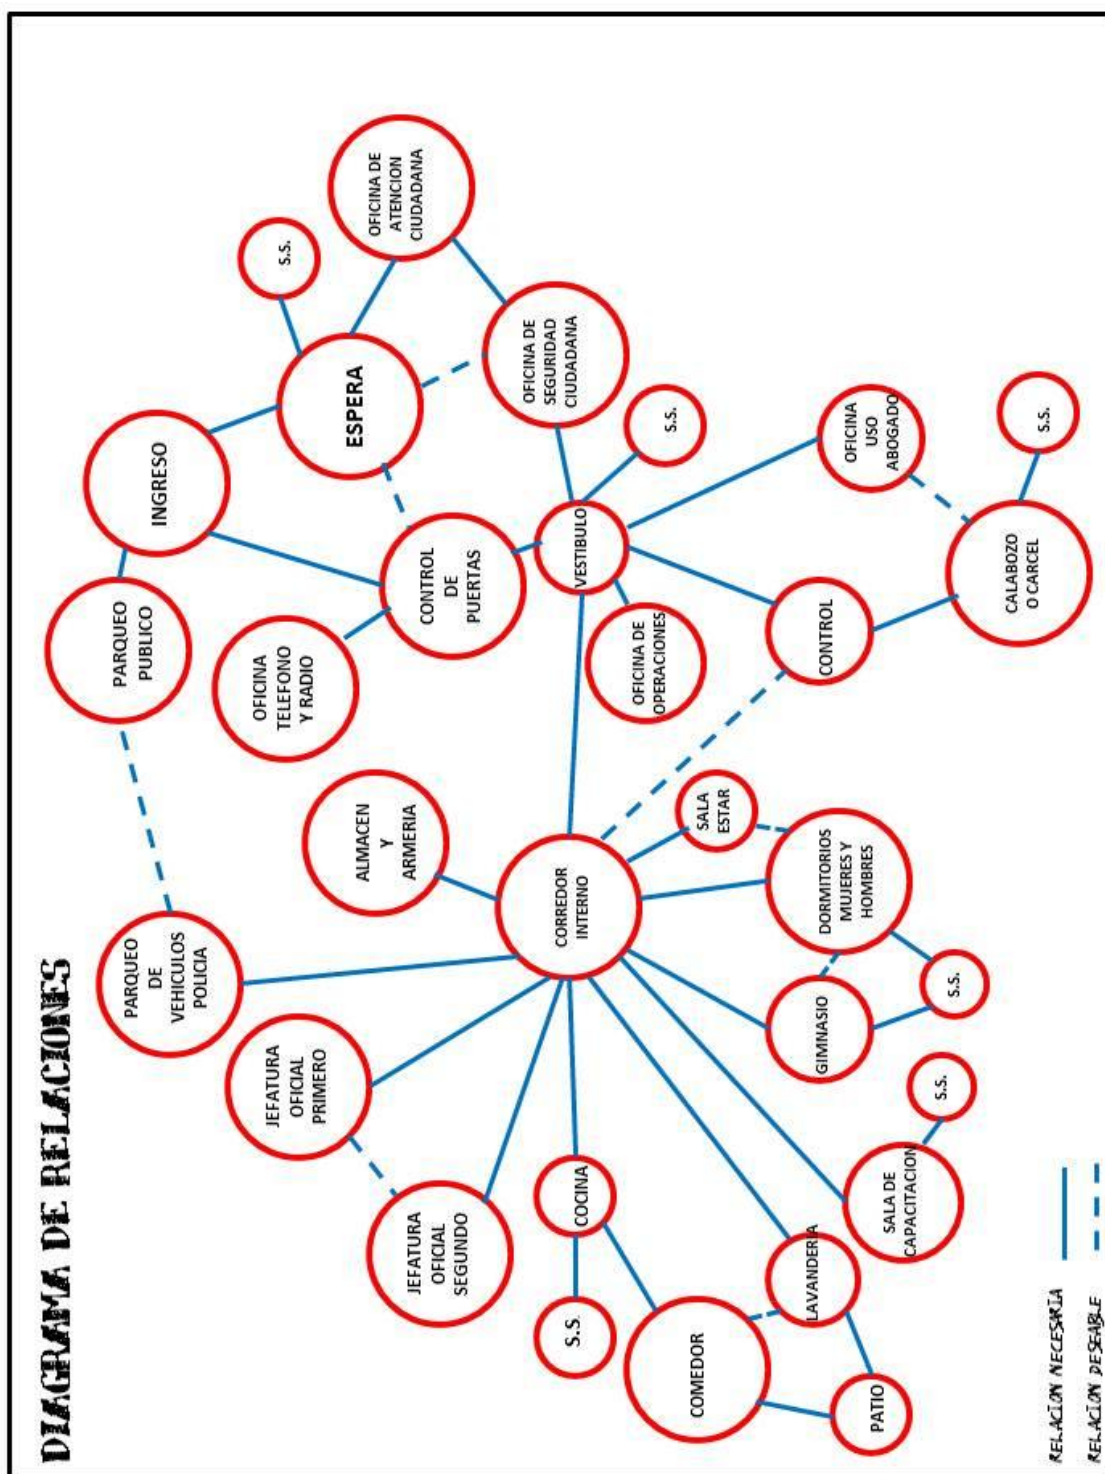 DIAGRAMA DE RELACIONES
PARQUEO
PUBLICO
INGRESO
S.S.
OFICINA DE
ATENCION
CIUDADANA
ESPERA
OFICINA
TELEFONO
Y RADIO
CONTROL
DE
PUERTAS
OFICINA DE
SEGURIDAD
CIUDADANA
PARQUEO
DE
VEHICULOS
POLICIA
ALMACEN
Y
ARMERIA
VESTIBULO
S.S.
JEFATURA
OFICIAL
PRIMERO
OFICINA DE
OPERACIONES
JEFATURA
OFICIAL
SEGUNDO
CORREDOR
INTERNO
SALA
ESTAR
CONTROL
OFICINA
USO
ABOGADO
S.S.
COCINA
S.S.
DORMITORIOS
MUJERES Y
HOMBRES
CALABOZO
O CARCEL
COMEDOR
LAVANDERIA
GIMNASIO
S.S.
PATIO
SALA DE
CAPACITACION
S.S.
RELACION NECESARIA
RELACION DESEABLE